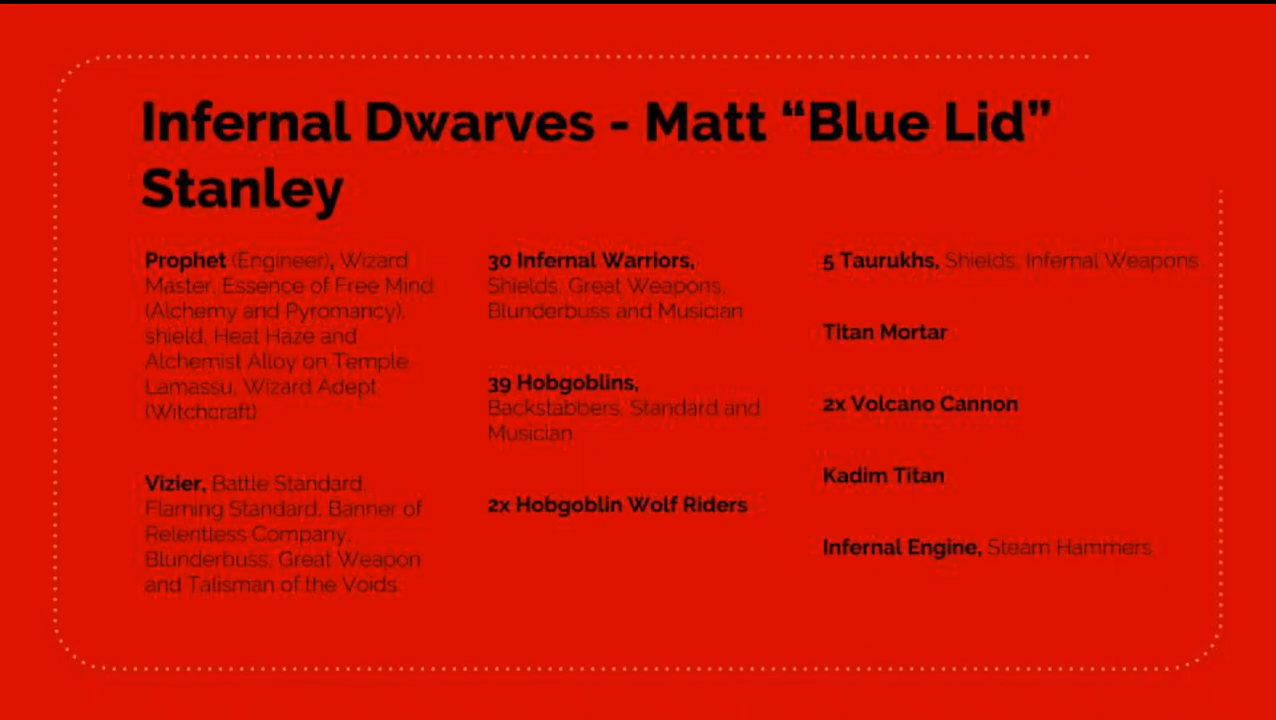 Infernal Dwarves - Matt “Blue Lid”
Stanley
Prophet (Engineer), Wizard
Master, Essence of Free Mind
(Alchemy and Pyromancy),
shield, Heat Haze and
Alchemist Alloy on Temple
Lamassu, Wizard Adept
(Witchcraft)
Vizier, Battle Standard,
Flaming Standard, Banner of
Relentless Company,
Blunderbuss, Great Weapon
and Talisman of the Voids.
30 Infernal Warriors,
Shields, Great Weapons,
Blunderbuss and Musician
39 Hobgoblins,
Backstabbers, Standard and
Musician
2x Hobgoblin Wolf Riders
5 Taurukhs, Shields, Infernal Weapons
Titan Mortar
2x Volcano Cannon
Kadim Titan
Infernal Engine, Steam Hammers